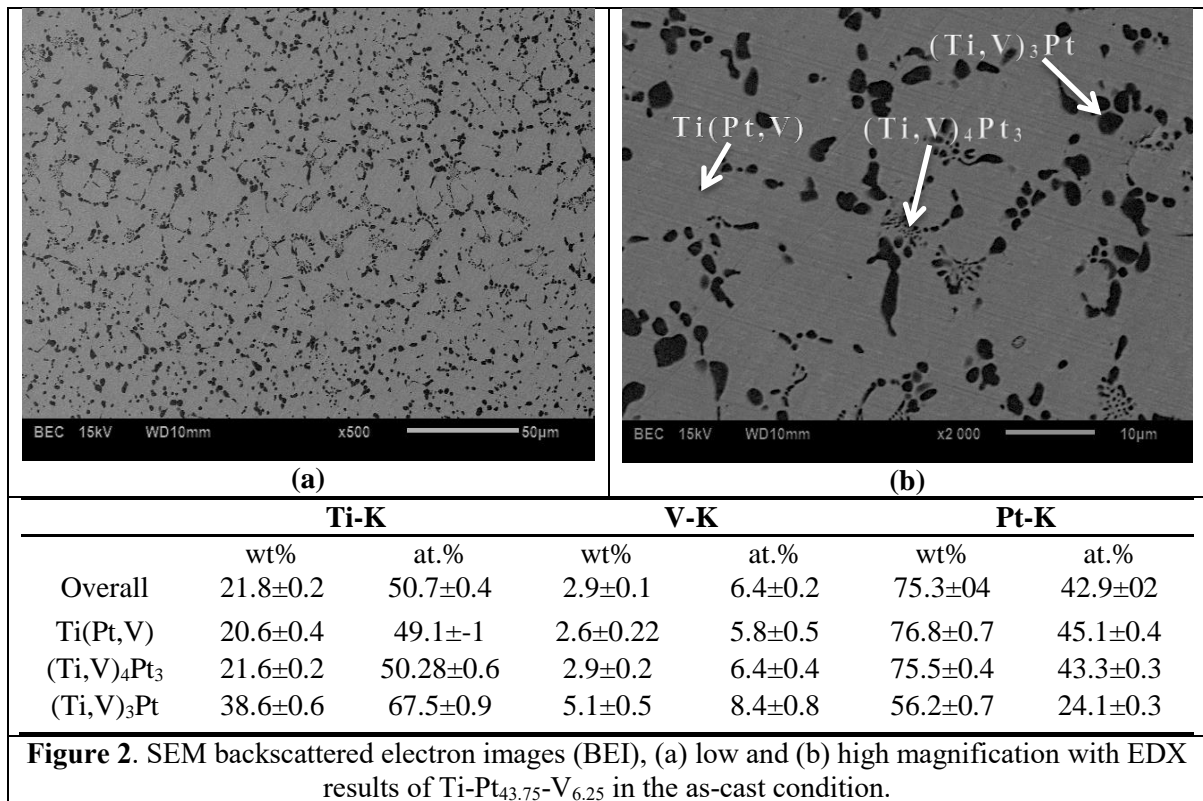 (Ti,V)₃Pt
Ti(Pt,V)
(Ti,V)₄Pt₃
BEC 15kV WD10mm x500 50µm
BEC 15kV WD10mm x2 000 10µm
(a)
(b)
Ti-K V-K Pt-K
wt% at.% wt% at.% wt% at.%
Overall 21.8±0.2 50.7±0.4 2.9±0.1 6.4±0.2 75.3±04 42.9±02
Ti(Pt,V) 20.6±0.4 49.1±-1 2.6±0.22 5.8±0.5 76.8±0.7 45.1±0.4
(Ti,V)₄Pt₃ 21.6±0.2 50.28±0.6 2.9±0.2 6.4±0.4 75.5±0.4 43.3±0.3
(Ti,V)₃Pt 38.6±0.6 67.5±0.9 5.1±0.5 8.4±0.8 56.2±0.7 24.1±0.3
Figure 2. SEM backscattered electron images (BEI), (a) low and (b) high magnification with EDX
results of Ti-Pt₄₃.₇₅-V₆.₂₅ in the as-cast condition.